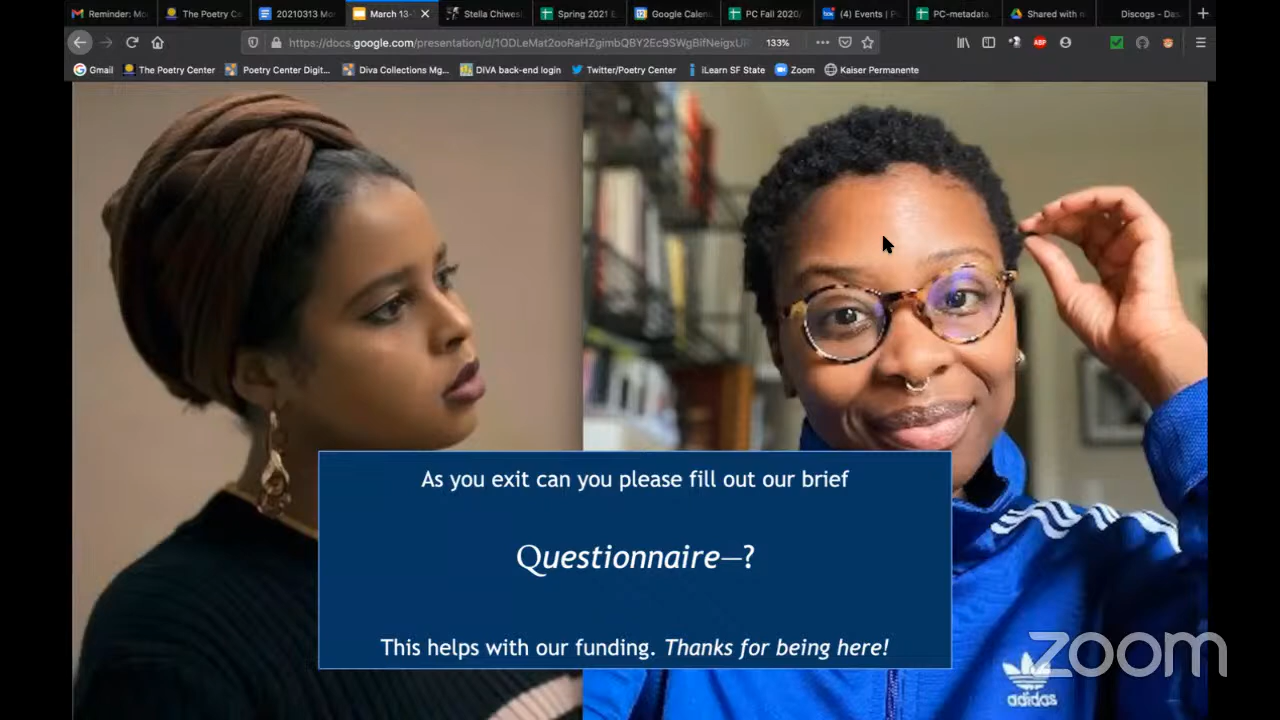 Reminder: Mo
The Poetry Ce
20210313 Mo
March 13-
Stella Chiwest
Spring 2021 E
Google Calen
PC Fall 2020/
(4) Events | P
PC-metadata.
Shared with m
Discogs - Das
https://docs.google.com/presentation/d/1ODLeMat2ooRaHZgimbQBY2Ec9SWgBifNeigxUR
133%
ABP
Gmail
The Poetry Center
Poetry Center Digit...
Diva Collections Mg...
DIVA back-end login
Twitter/Poetry Center
iLearn SF State
Zoom
Kaiser Permanente
As you exit can you please fill out our brief
Questionnaire—?
This helps with our funding. Thanks for being here!
adidas
zoom